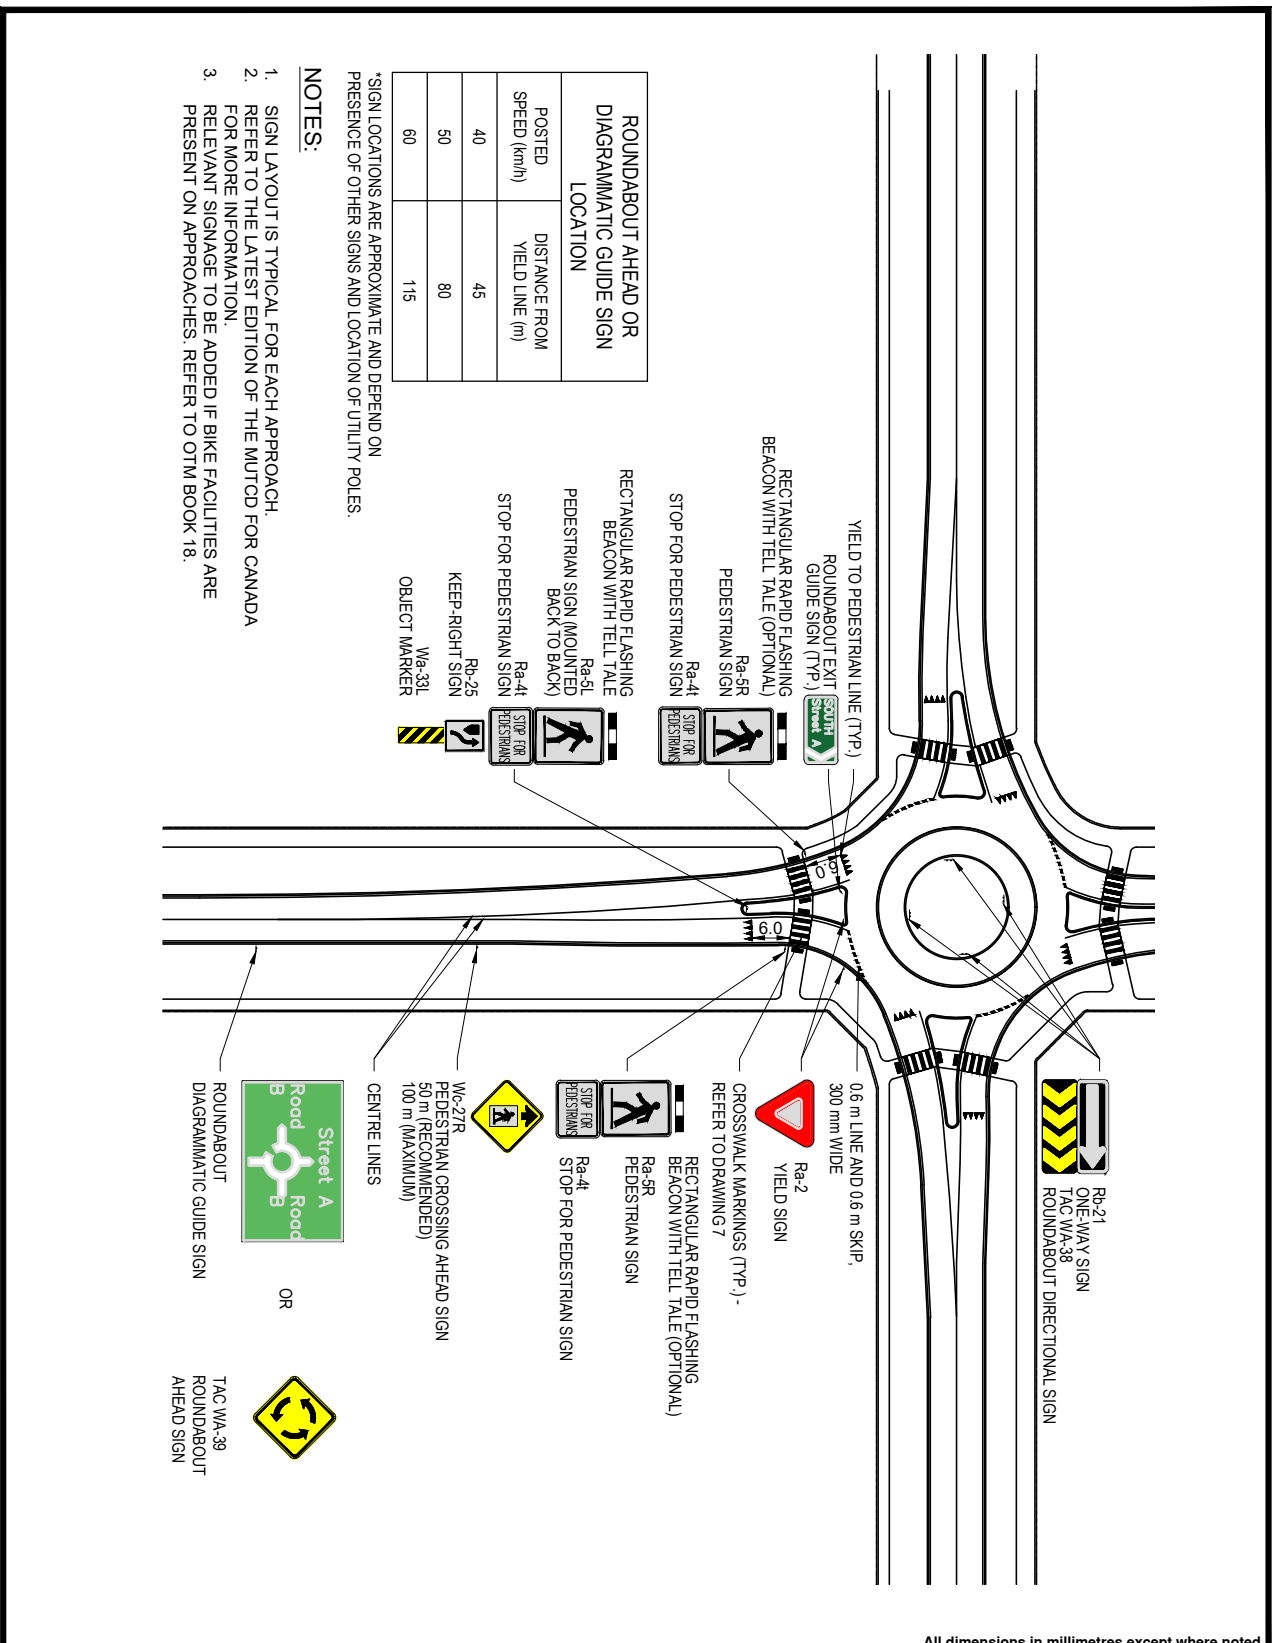 ROUNDABOUT AHEAD OR
DIAGRAMMATIC GUIDE SIGN
LOCATION
POSTED
SPEED (km/h)
DISTANCE FROM
YIELD LINE (m)
40
45
50
80
60
115
*SIGN LOCATIONS ARE APPROXIMATE AND DEPEND ON
PRESENCE OF OTHER SIGNS AND LOCATION OF UTILITY POLES.
NOTES:
1. SIGN LAYOUT IS TYPICAL FOR EACH APPROACH.
2. REFER TO THE LATEST EDITION OF THE MUTCD FOR CANADA
FOR MORE INFORMATION.
3. RELEVANT SIGNAGE TO BE ADDED IF BIKE FACILITIES ARE
PRESENT ON APPROACHES. REFER TO OTM BOOK 18.
YIELD TO PEDESTRIAN LINE (TYP.)
ROUNDABOUT EXIT
GUIDE SIGN (TYP.)
SOUTH
Street A
RECTANGULAR RAPID FLASHING
BEACON WITH TELL TALE (OPTIONAL)
Ra-5R
PEDESTRIAN SIGN
Ra-4t
STOP FOR PEDESTRIAN SIGN
STOP FOR
PEDESTRIANS
RECTANGULAR RAPID FLASHING
BEACON WITH TELL TALE
Ra-5L
PEDESTRIAN SIGN (MOUNTED
BACK TO BACK)
Ra-4t
STOP FOR PEDESTRIAN SIGN
STOP FOR
PEDESTRIANS
Rb-25
KEEP-RIGHT SIGN
Wa-33L
OBJECT MARKER
6.0
6.0
Rb-21
ONE-WAY SIGN
TAC WA-38
ROUNDABOUT DIRECTIONAL SIGN
0.6 m LINE AND 0.6 m SKIP,
300 mm WIDE
Ra-2
YIELD SIGN
CROSSWALK MARKINGS (TYP.) -
REFER TO DRAWING 7
RECTANGULAR RAPID FLASHING
BEACON WITH TELL TALE (OPTIONAL)
Ra-5R
PEDESTRIAN SIGN
Ra-4t
STOP FOR PEDESTRIAN SIGN
STOP FOR
PEDESTRIANS
Wc-27R
PEDESTRIAN CROSSING AHEAD SIGN
50 m (RECOMMENDED)
100 m (MAXIMUM)
CENTRE LINES
Street A
Road
B
Road
B
ROUNDABOUT
DIAGRAMMATIC GUIDE SIGN
OR
TAC WA-39
ROUNDABOUT
AHEAD SIGN
All dimensions in millimetres except where noted